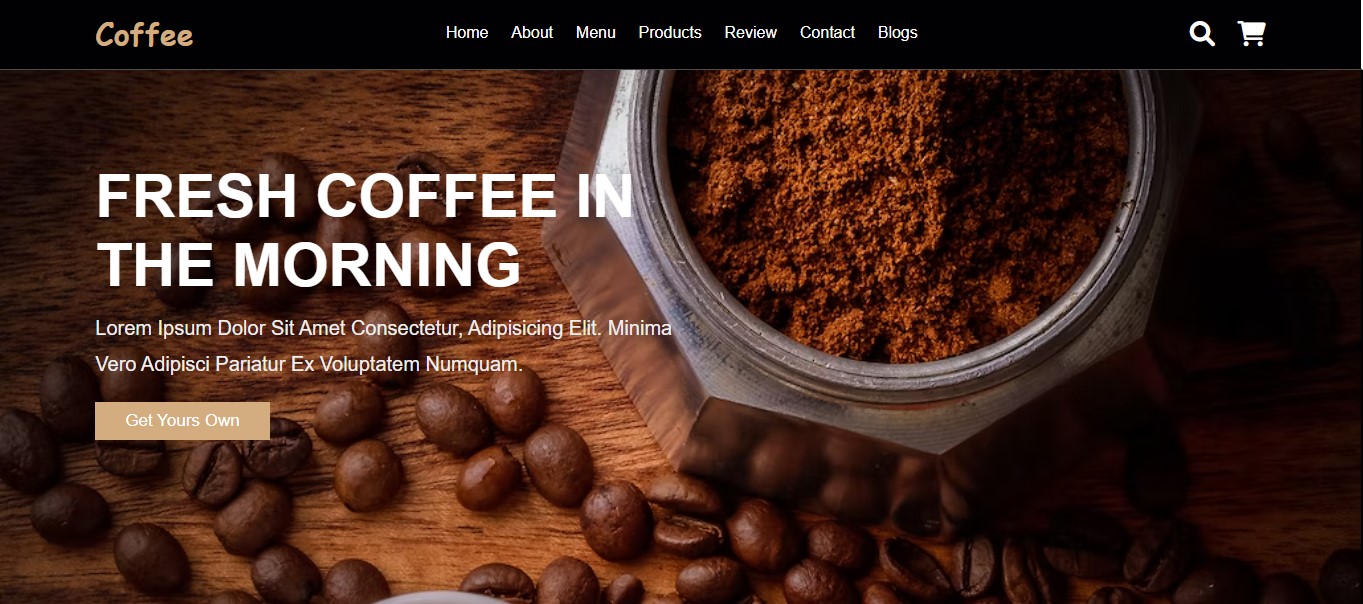 Coffee
Home About Menu Products Review Contact Blogs
FRESH COFFEE IN
THE MORNING
Lorem Ipsum Dolor Sit Amet Consectetur, Adipisicing Elit. Minima
Vero Adipisci Pariatur Ex Voluptatem Numquam.
Get Yours Own